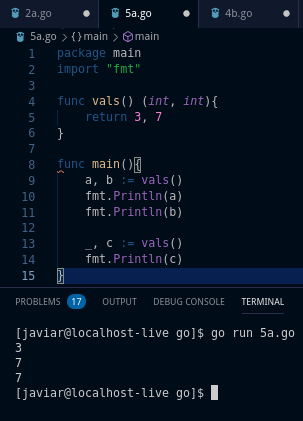 2a.go 5a.go 4b.go
5a.go > {} main > main
1 package main
2 import "fmt"
3
4 func vals() (int, int){
5     return 3, 7
6 }
7
8 func main(){
9     a, b := vals()
10     fmt.Println(a)
11     fmt.Println(b)
12
13     _, c := vals()
14     fmt.Println(c)
15 }
PROBLEMS 17 OUTPUT DEBUG CONSOLE TERMINAL
[javiar@localhost-live go]$ go run 5a.go
3
7
7
[javiar@localhost-live go]$